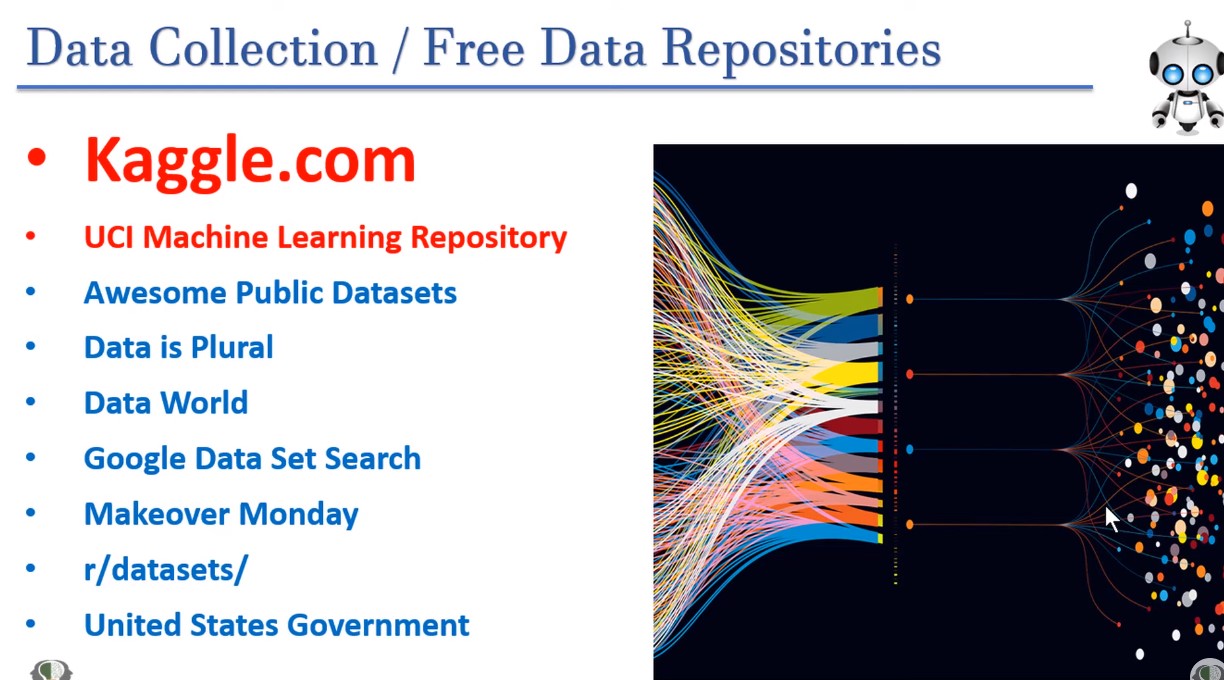 Data Collection / Free Data Repositories
• Kaggle.com
• UCI Machine Learning Repository
• Awesome Public Datasets
• Data is Plural
• Data World
• Google Data Set Search
• Makeover Monday
• r/datasets/
• United States Government